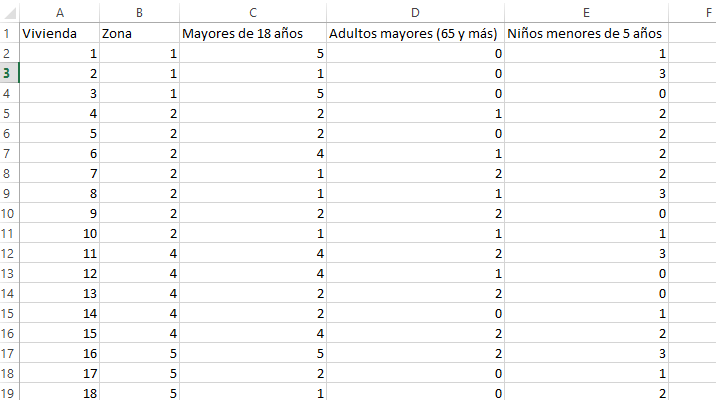 A B C D E F
1 Vivienda Zona Mayores de 18 años Adultos mayores (65 y más) Niños menores de 5 años
2 1 1 5 0 1
3 2 1 1 0 3
4 3 1 5 0 0
5 4 2 2 1 2
6 5 2 2 0 2
7 6 2 4 1 2
8 7 2 1 2 2
9 8 2 1 1 3
10 9 2 2 2 0
11 10 2 1 1 1
12 11 4 4 2 3
13 12 4 4 1 0
14 13 4 2 2 0
15 14 4 2 0 1
16 15 4 4 2 2
17 16 5 5 2 3
18 17 5 2 0 1
19 18 5 1 0 2